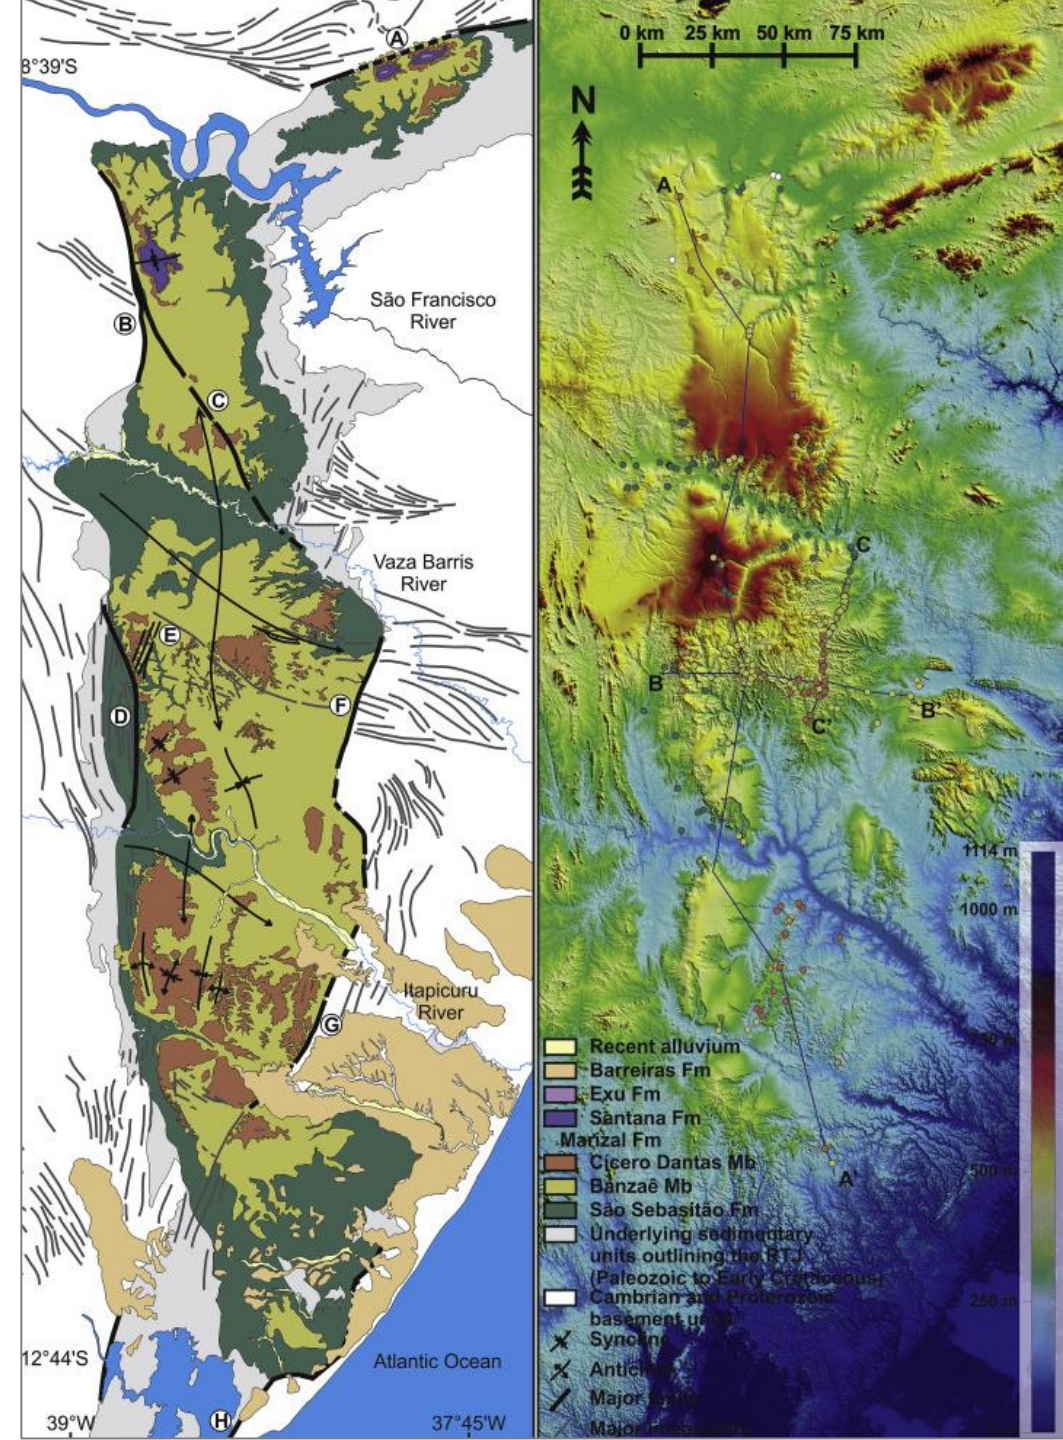 A
8°39'S
B
São Francisco
River
C
Vaza Barris
River
E
D
F
Itapicuru
River
G
12°44'S
Atlantic Ocean
39°W
37°45'W
H
0 km 25 km 50 km 75 km
N
A
C
B
B'
C'
1114 m
1000 m
750 m
500 m
250 m
A'
Recent alluvium
Barreiras Fm
Exu Fm
Santana Fm
Marizal Fm
Cícero Dantas Mb
Banzaê Mb
São Sebasitão Fm
Underlying sedimentary
units outlining the RTJ
(Paleozoic to Early Cretaceous)
Cambrian and Proterozoic
basement units
Syncline
Anticline
Major
Major